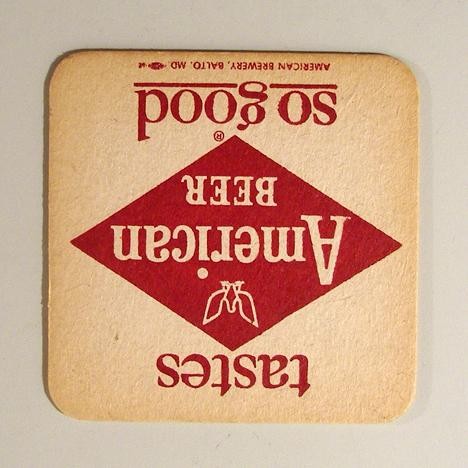 tastes
American
BEER
®
so good
AMERICAN BREWERY, BALTO. MD.